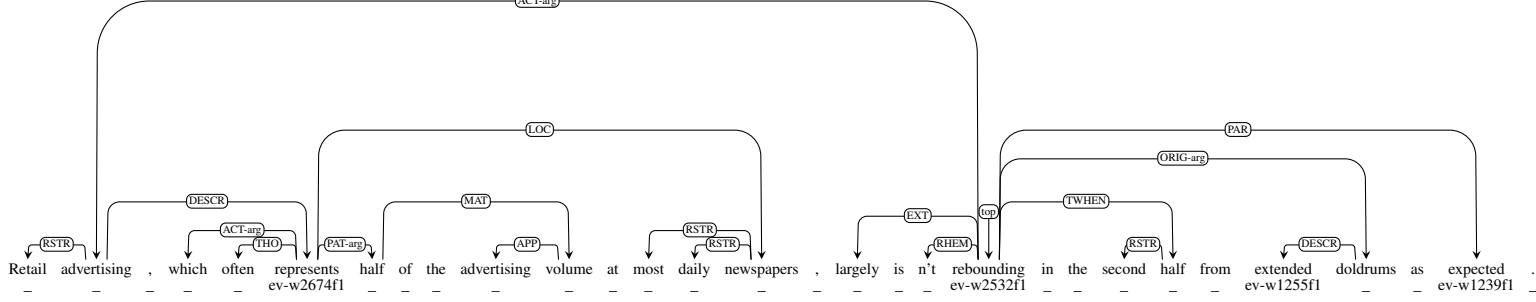 ACT-arg
LOC PAR
ORIG-arg
DESCR MAT TWHEN
top
EXT
ACT-arg RSTR
RSTR THO PAT-arg APP RSTR RHEM RSTR DESCR
Retail advertising , which often represents half of the advertising volume at most daily newspapers , largely is n't rebounding in the second half from extended doldrums as expected .
_ _ _ _ _ ev-w2674f1 _ _ _ _ _ _ _ _ _ _ _ _ _ ev-w2532f1 _ _ _ _ _ ev-w1255f1 _ _ ev-w1239f1 _